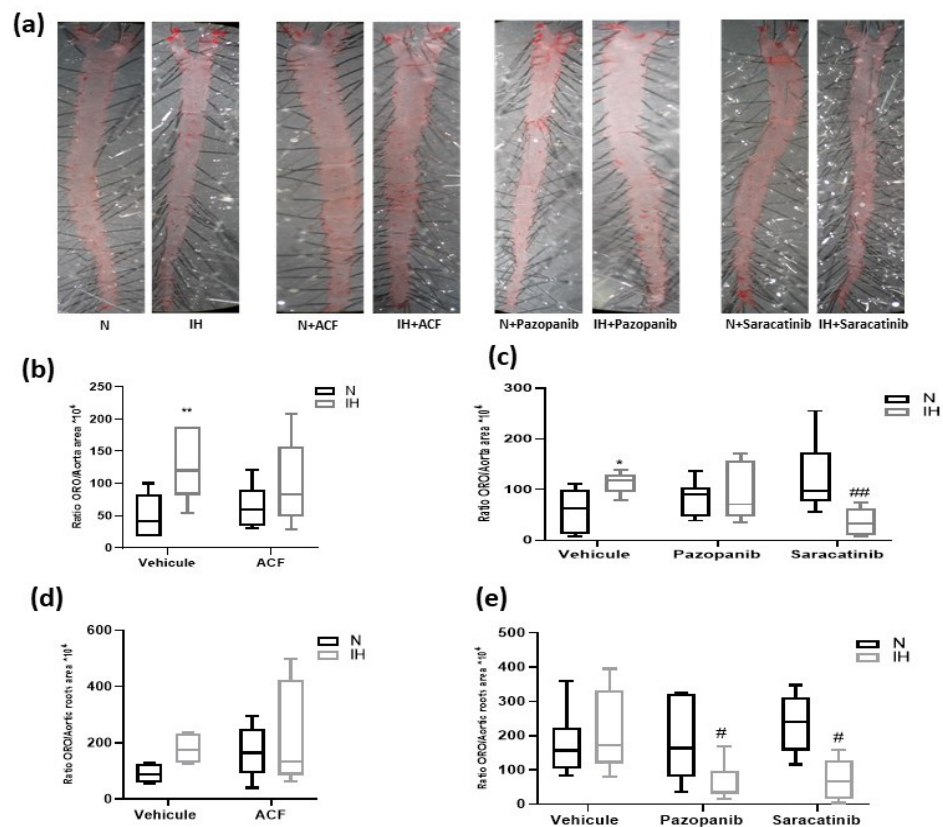 (a)
N IH N+ACF IH+ACF N+Pazopanib IH+Pazopanib N+Saracatinib IH+Saracatinib
(b)
Ratio ORO/Aorta area *10⁴
250
200
150
100
50
0
**
N
IH
Vehicule ACF
(c)
Ratio ORO/Aorta area *10⁴
300
200
100
0
*
##
N
IH
Vehicule Pazopanib Saracatinib
(d)
Ratio ORO/Aortic roots area *10⁴
600
400
200
0
N
IH
Vehicule ACF
(e)
Ratio ORO/Aortic roots area *10⁴
500
400
300
200
100
0
#
#
N
IH
Vehicule Pazopanib Saracatinib